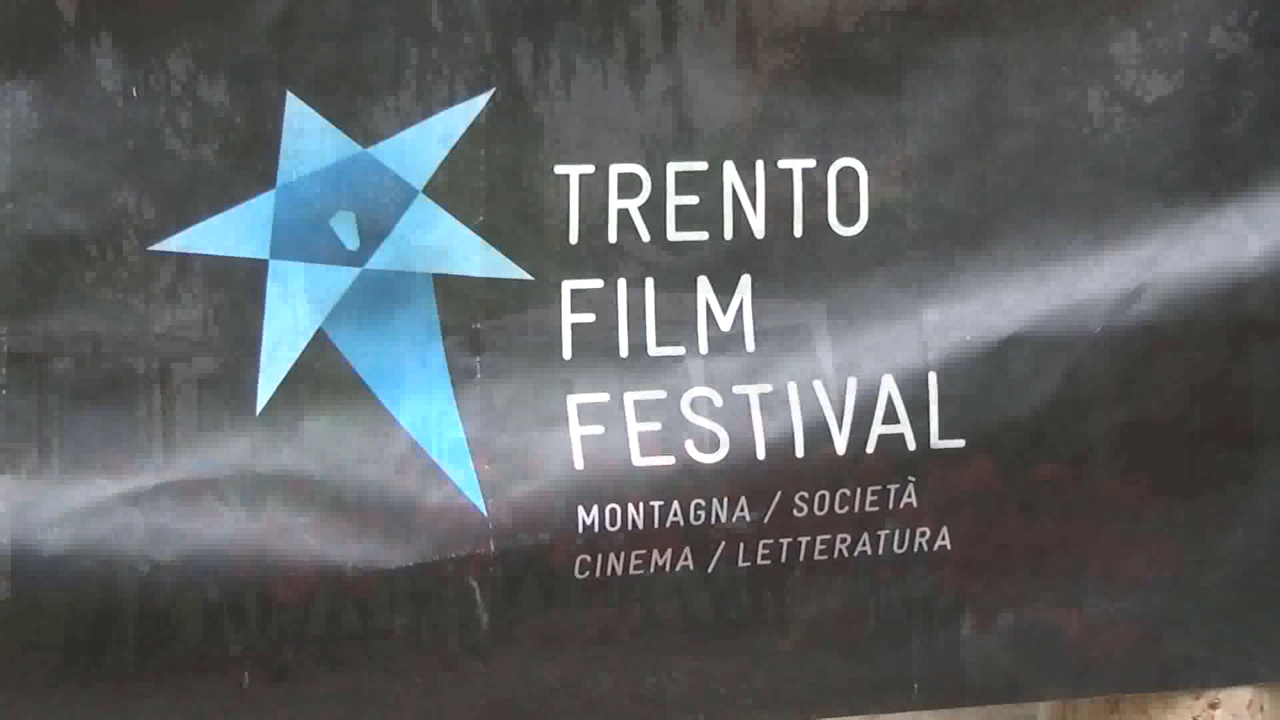 TRENTO
FILM
FESTIVAL
MONTAGNA / SOCIETÀ
CINEMA / LETTERATURA